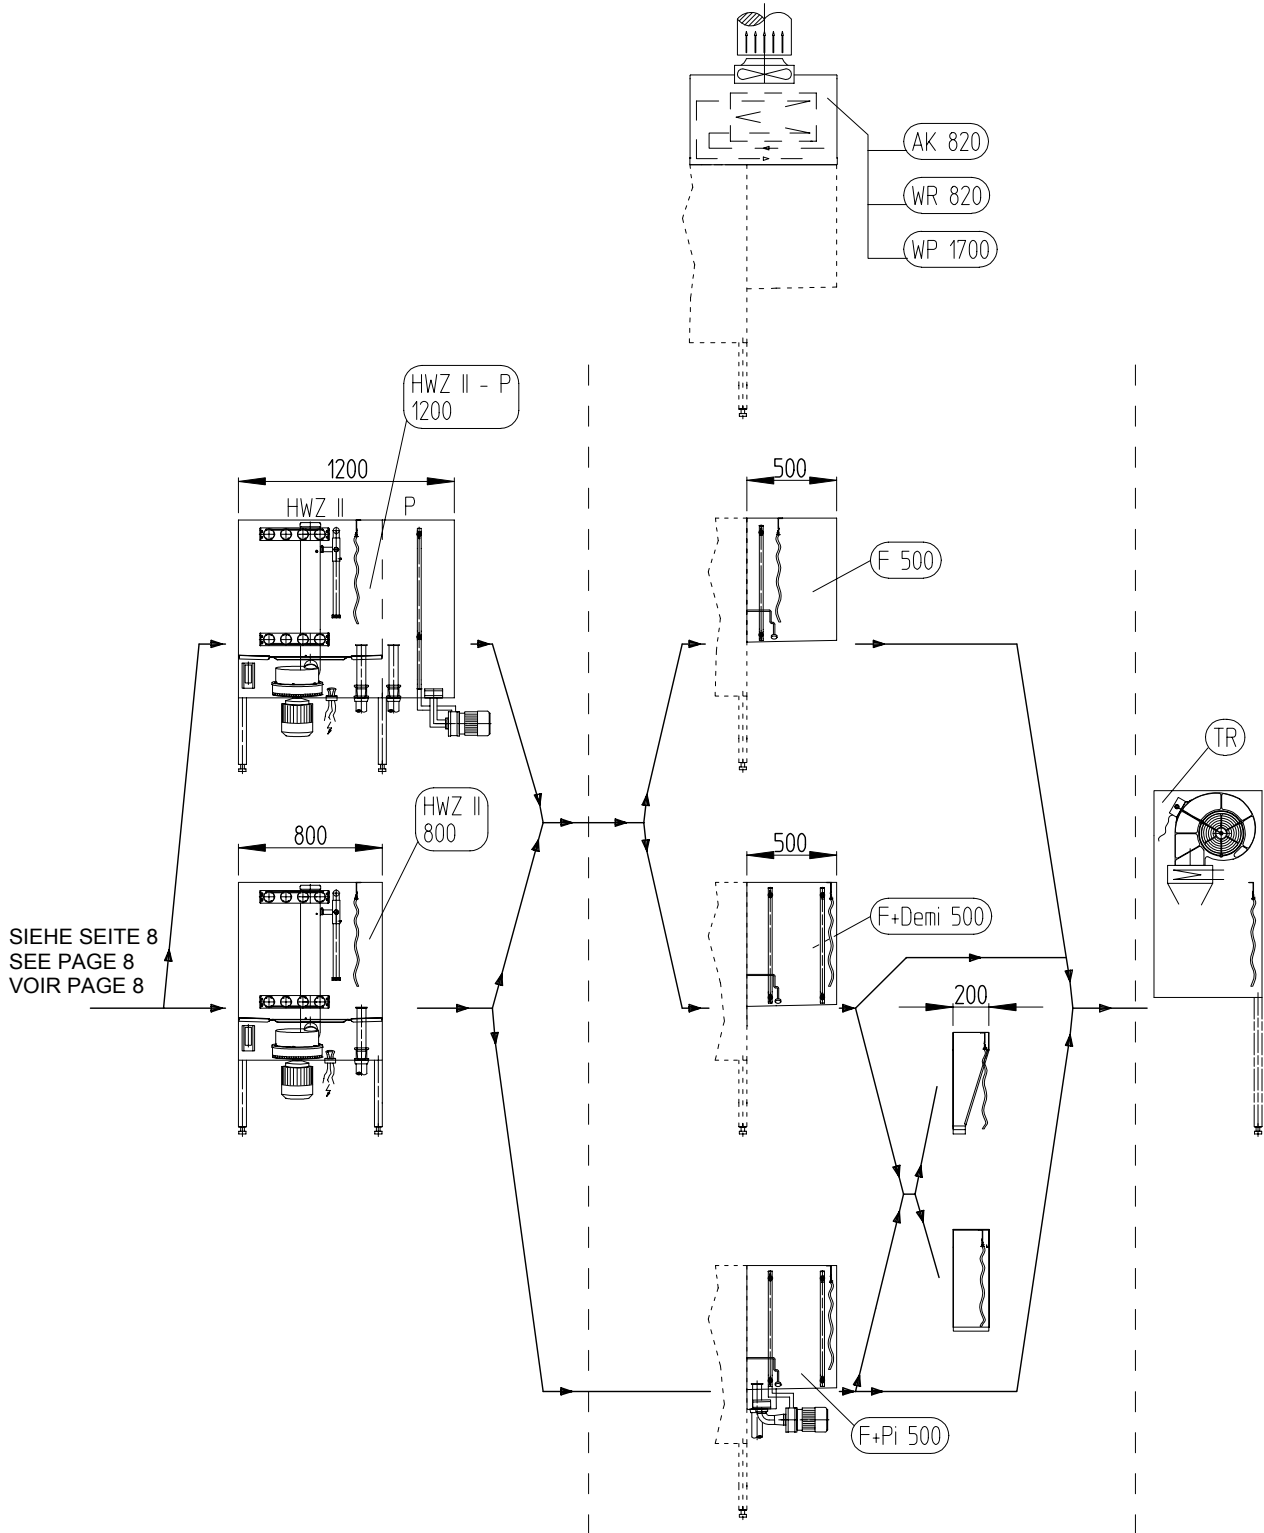 AK 820
WR 820
WP 1700
HWZ II - P
1200
1200
HWZ II
P
500
F 500
TR
HWZ II
800
800
500
F+Demi 500
SIEHE SEITE 8
SEE PAGE 8
VOIR PAGE 8
200
F+Pi 500